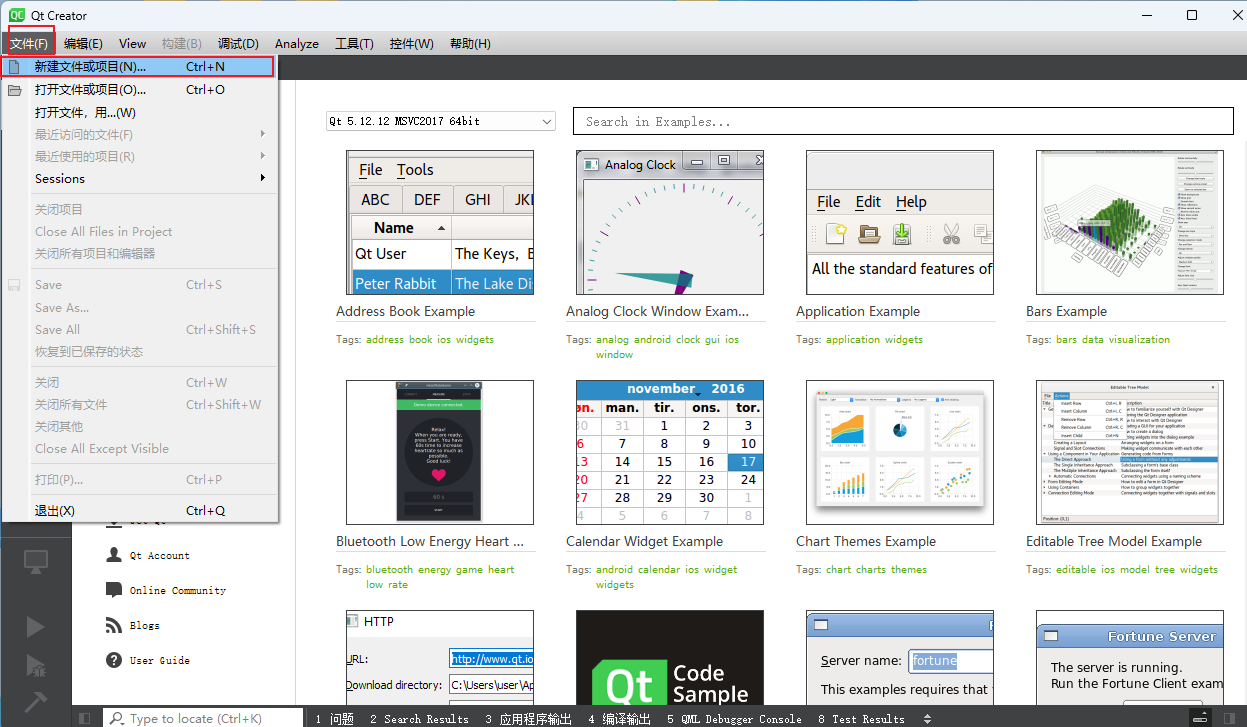 Qt Creator
文件(F) 编辑(E) View 构建(B) 调试(D) Analyze 工具(T) 控件(W) 帮助(H)
新建文件或项目(N)... Ctrl+N
打开文件或项目(O)... Ctrl+O
打开文件，用...(W)
最近访问的文件(F)
最近使用的项目(R)
Sessions
关闭项目
Close All Files in Project
关闭所有项目和编辑器
Save Ctrl+S
Save As...
Save All Ctrl+Shift+S
恢复到已保存的状态
关闭 Ctrl+W
关闭所有文件 Ctrl+Shift+W
关闭其他
Close All Except Visible
打印(P)... Ctrl+P
退出(X) Ctrl+Q
Qt Account
Online Community
Blogs
User Guide
Qt 5.12.12 MSVC2017 64bit
Search in Examples...
File Tools
ABC DEF GHI JKL
Name
Qt User The Keys, E
Peter Rabbit The Lake Dis
Address Book Example
Tags: address book ios widgets
Analog Clock
Analog Clock Window Exam...
Tags: analog android clock gui ios
window
File Edit Help
All the standard features of
Application Example
Tags: application widgets
Bars Example
Tags: bars data visualization
Relax!
When you are ready,
press Start. You have
60s time to increase
heartrate so much as
possible.
Good luck!
60 s
Bluetooth Low Energy Heart ...
Tags: bluetooth energy game heart
low rate
november 2016
øn. man. tir. ons. tor.
30 31 1 2 3
6 7 8 9 10
13 14 15 16 17
20 21 22 23 24
27 28 29 30 1
4 5 6 7 8
Calendar Widget Example
Tags: android calendar ios widget
widgets
Chart Themes Example
Tags: chart charts themes
Editable Tree Model
Editable Tree Model Example
Tags: editable ios model tree widgets
HTTP
URL: http://www.qt.io
Download directory: C:\Users\user\Ap
Qt Code
Sample
Server name: fortune
This examples requires that
Fortune Server
The server is running.
Run the Fortune Client exam
Type to locate (Ctrl+K)
1 问题 2 Search Results 3 应用程序输出 4 编译输出 5 QML Debugger Console 8 Test Results